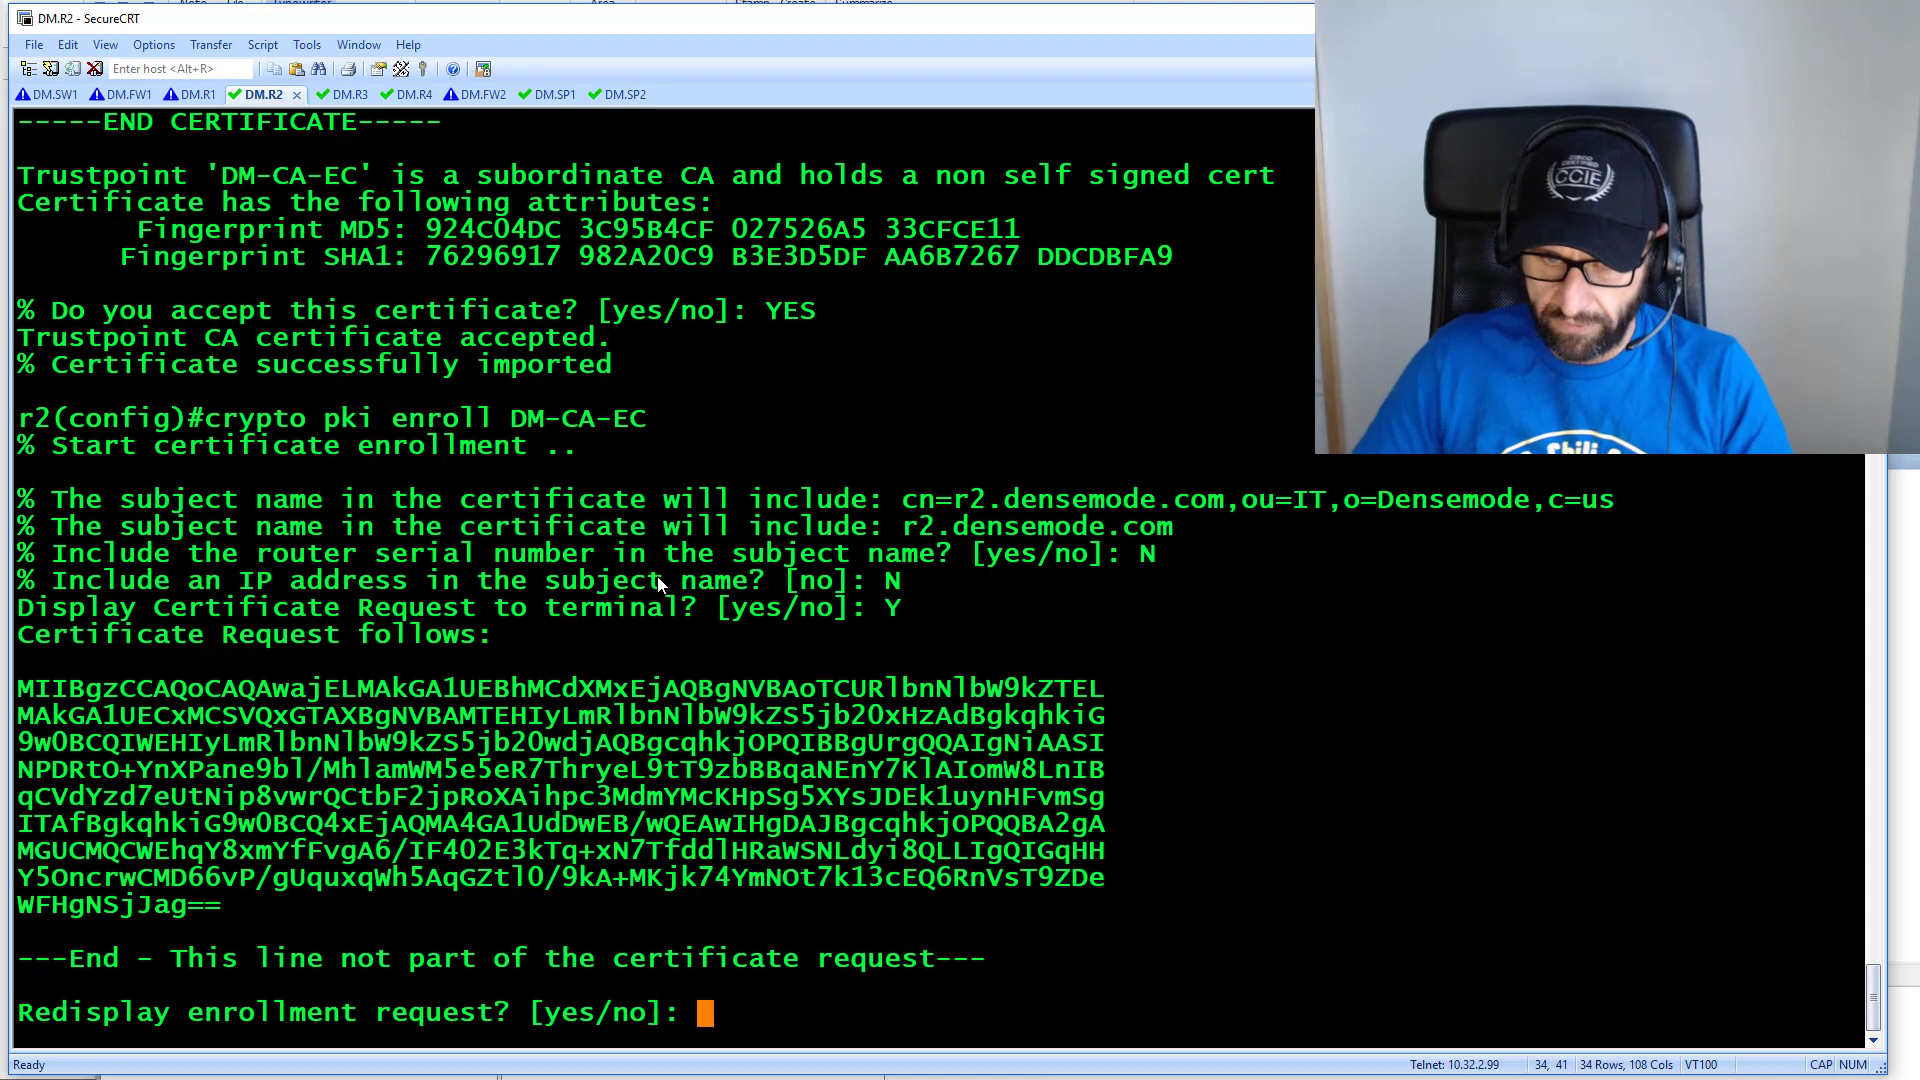 DM.R2 - SecureCRT
File Edit View Options Transfer Script Tools Window Help
Enter host <Alt+R>
DM.SW1 DM.FW1 DM.R1 DM.R2 DM.R3 DM.R4 DM.FW2 DM.SP1 DM.SP2
-----END CERTIFICATE-----
Trustpoint 'DM-CA-EC' is a subordinate CA and holds a non self signed cert
Certificate has the following attributes:
Fingerprint MD5: 924C04DC 3C95B4CF 027526A5 33CFCE11
Fingerprint SHA1: 76296917 982A20C9 B3E3D5DF AA6B7267 DDCDBFA9
% Do you accept this certificate? [yes/no]: YES
Trustpoint CA certificate accepted.
% Certificate successfully imported
r2(config)#crypto pki enroll DM-CA-EC
% Start certificate enrollment ..
% The subject name in the certificate will include: cn=r2.densemode.com,ou=IT,o=Densemode,c=us
% The subject name in the certificate will include: r2.densemode.com
% Include the router serial number in the subject name? [yes/no]: N
% Include an IP address in the subject name? [no]: N
Display Certificate Request to terminal? [yes/no]: Y
Certificate Request follows:
MIIBgzCCAQoCAQAwajELMAkGA1UEBhMCdXMxEjAQBgNVBAoTCURlbnNlbW9kZTEL
MAkGA1UECxMCSVQxGTAXBgNVBAMTEHIyLmRlbnNlbW9kZS5jb20xHzAdBgkqhkiG
9w0BCQIWEHIyLmRlbnNlbW9kZS5jb20wdjAQBgcqhkjOPQIBBgUrgQQAIgNiAASI
NPDRtO+YnXPane9bl/MhlamWM5e5eR7ThryeL9tT9zbBBqaNEnY7KlAIomW8LnIB
qCVdYzd7eUtNip8vwrQCtbF2jpRoXAihpc3MdmYMcKHpSg5XYsJDEk1uynHFvmSg
ITAfBgkqhkiG9w0BCQ4xEjAQMA4GA1UdDwEB/wQEAwIHgDAJBgcqhkjOPQQBA2gA
MGUCMQCWEhqY8xmYfFvgA6/IF4O2E3kTq+xN7TfddlHRaWSNLdyi8QLLIgQIGqHH
Y5OncrwCMD66vP/gUquxqWh5AqGZtl0/9kA+MKjk74YmNOt7k13cEQ6RnVsT9ZDe
WFHgNSjJag==
---End - This line not part of the certificate request---
Redisplay enrollment request? [yes/no]:
Ready
Telnet: 10.32.2.99 34, 41 34 Rows, 108 Cols VT100 CAP NUM
CISCO CERTIFIED
CCIE